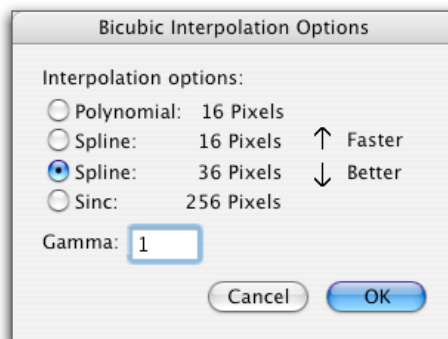 Bicubic Interpolation Options
Interpolation options:
Polynomial: 16 Pixels
Spline: 16 Pixels ↑ Faster
Spline: 36 Pixels ↓ Better
Sinc: 256 Pixels
Gamma: 1
Cancel OK